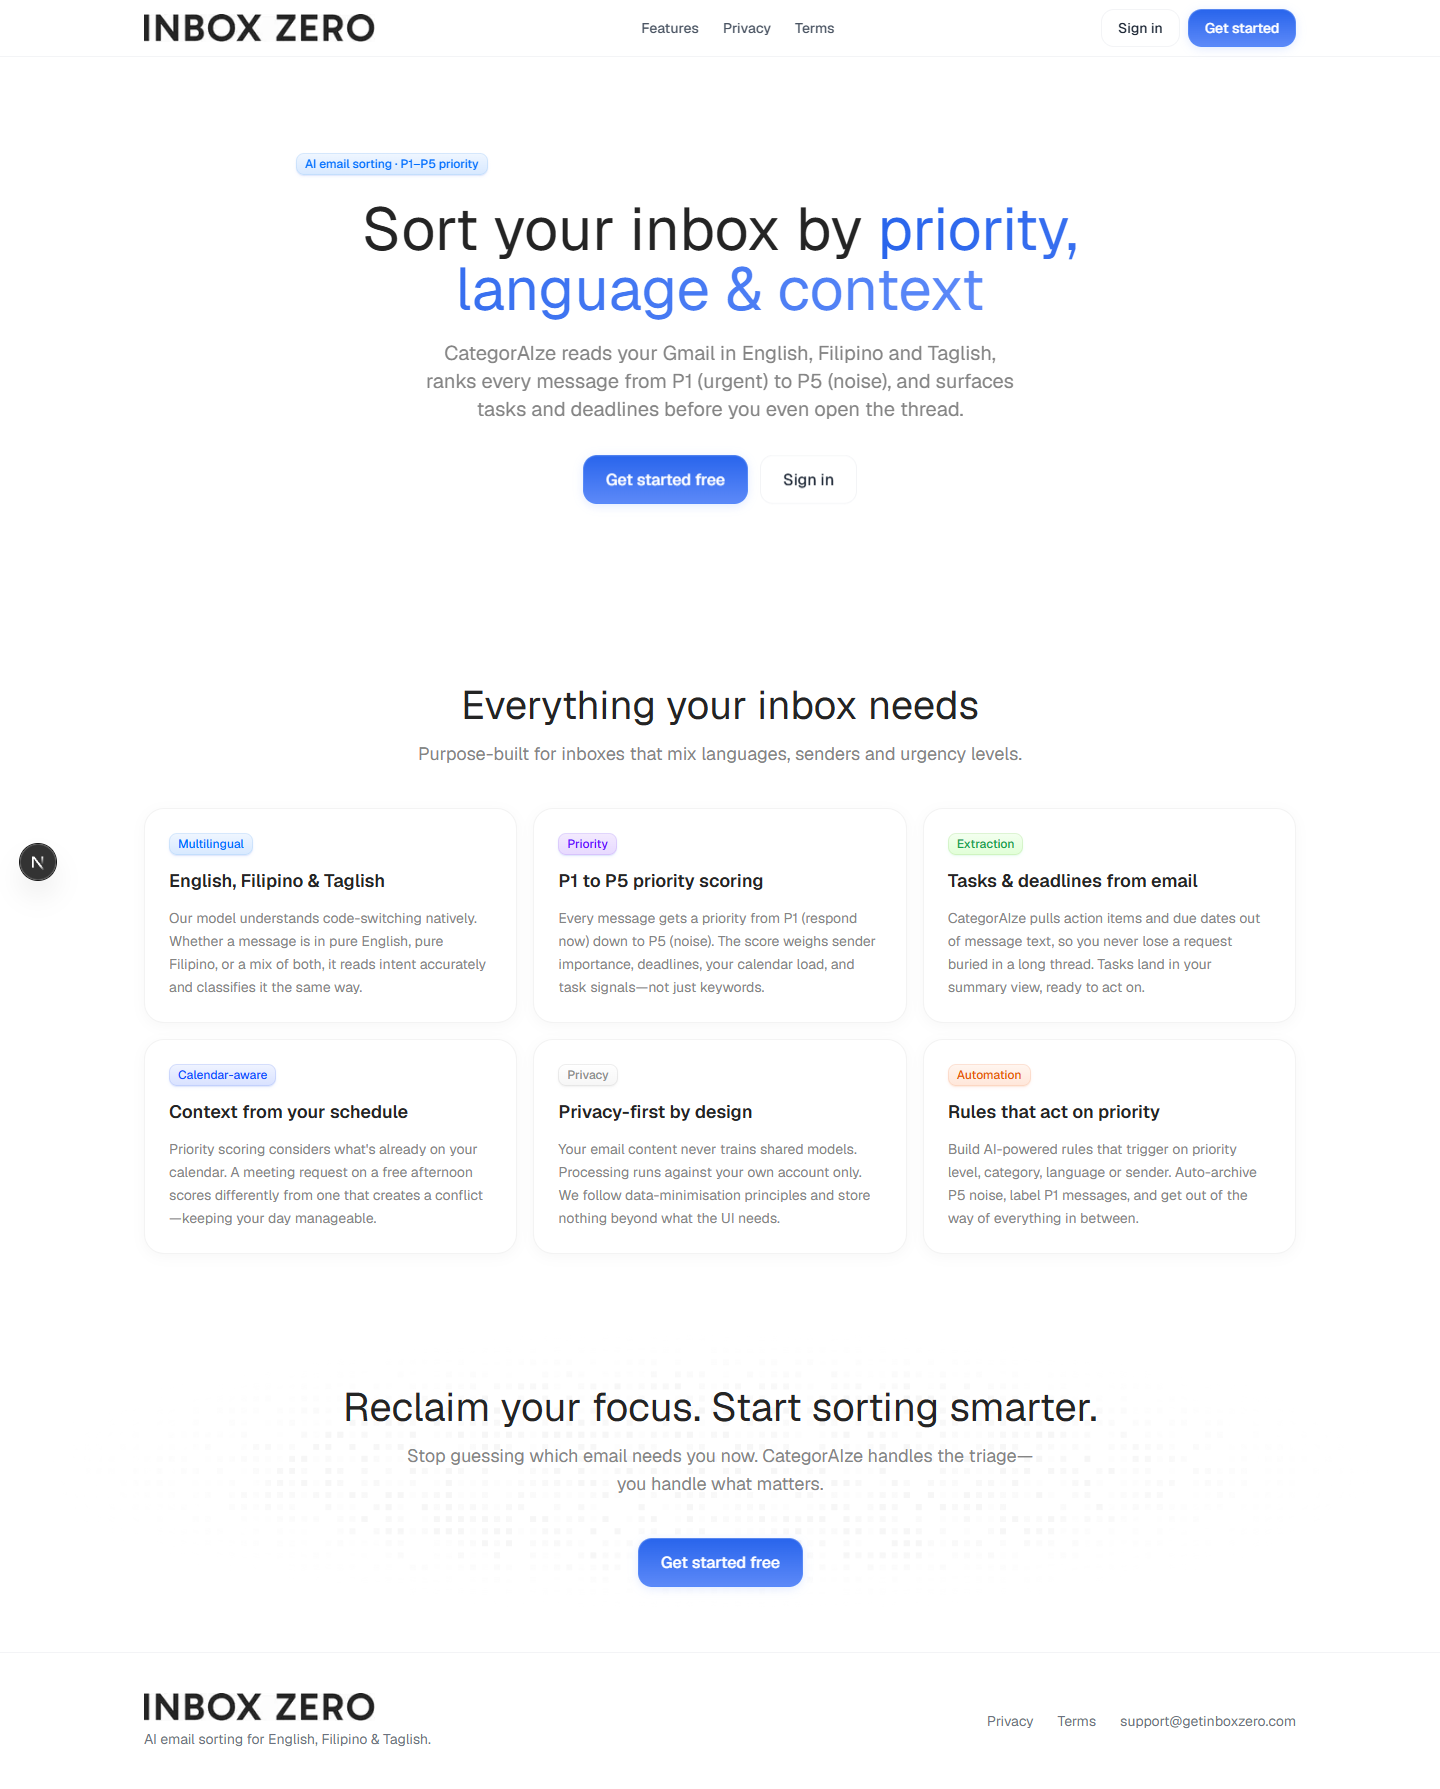 INBOX ZERO
Features Privacy Terms
Sign in
Get started
AI email sorting · P1–P5 priority
Sort your inbox by priority,
language & context
CategorAIze reads your Gmail in English, Filipino and Taglish,
ranks every message from P1 (urgent) to P5 (noise), and surfaces
tasks and deadlines before you even open the thread.
Get started free
Sign in
Everything your inbox needs
Purpose-built for inboxes that mix languages, senders and urgency levels.
Multilingual
English, Filipino & Taglish
Our model understands code-switching natively.
Whether a message is in pure English, pure
Filipino, or a mix of both, it reads intent accurately
and classifies it the same way.
Priority
P1 to P5 priority scoring
Every message gets a priority from P1 (respond
now) down to P5 (noise). The score weighs sender
importance, deadlines, your calendar load, and
task signals—not just keywords.
Extraction
Tasks & deadlines from email
CategorAIze pulls action items and due dates out
of message text, so you never lose a request
buried in a long thread. Tasks land in your
summary view, ready to act on.
N
Calendar-aware
Context from your schedule
Priority scoring considers what's already on your
calendar. A meeting request on a free afternoon
scores differently from one that creates a conflict
—keeping your day manageable.
Privacy
Privacy-first by design
Your email content never trains shared models.
Processing runs against your own account only.
We follow data-minimisation principles and store
nothing beyond what the UI needs.
Automation
Rules that act on priority
Build AI-powered rules that trigger on priority
level, category, language or sender. Auto-archive
P5 noise, label P1 messages, and get out of the
way of everything in between.
Reclaim your focus. Start sorting smarter.
Stop guessing which email needs you now. CategorAIze handles the triage—
you handle what matters.
Get started free
INBOX ZERO
AI email sorting for English, Filipino & Taglish.
Privacy Terms support@getinboxzero.com